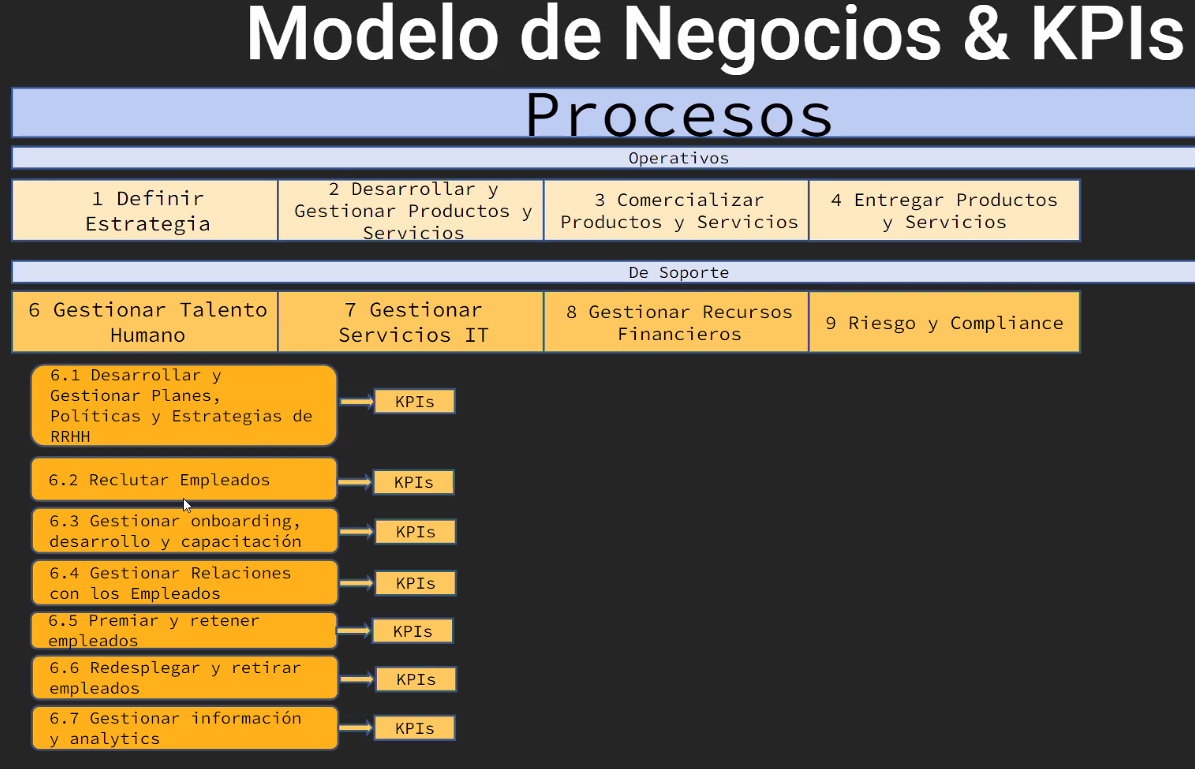 Modelo de Negocios & KPIs
Procesos
Operativos
1 Definir
Estrategia
2 Desarrollar y
Gestionar Productos y
Servicios
3 Comercializar
Productos y Servicios
4 Entregar Productos
y Servicios
De Soporte
6 Gestionar Talento
Humano
7 Gestionar
Servicios IT
8 Gestionar Recursos
Financieros
9 Riesgo y Compliance
6.1 Desarrollar y
Gestionar Planes,
Políticas y Estrategias de
RRHH
KPIs
6.2 Reclutar Empleados
KPIs
6.3 Gestionar onboarding,
desarrollo y capacitación
KPIs
6.4 Gestionar Relaciones
con los Empleados
KPIs
6.5 Premiar y retener
empleados
KPIs
6.6 Redesplegar y retirar
empleados
KPIs
6.7 Gestionar información
y analytics
KPIs